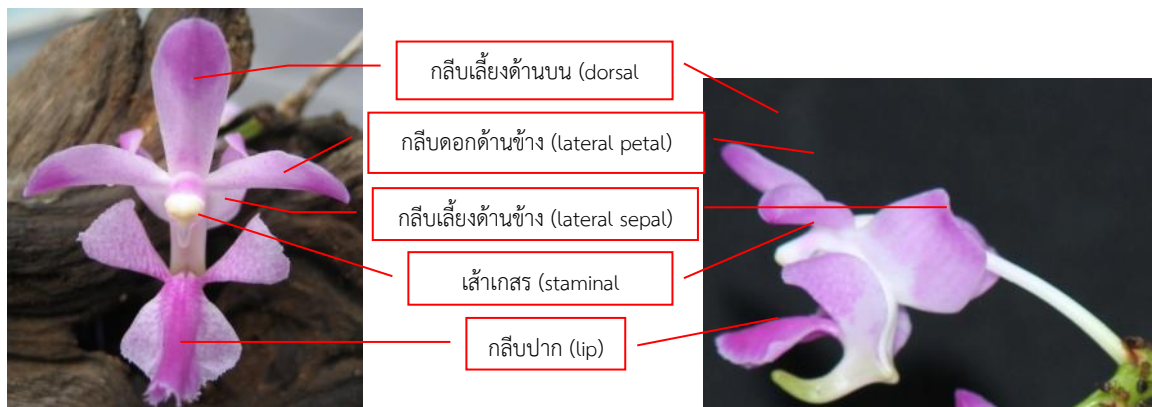 กลีบเลี้ยงด้านบน (dorsal
กลีบดอกด้านข้าง (lateral petal)
กลีบเลี้ยงด้านข้าง (lateral sepal)
เส้าเกสร (staminal
กลีบปาก (lip)